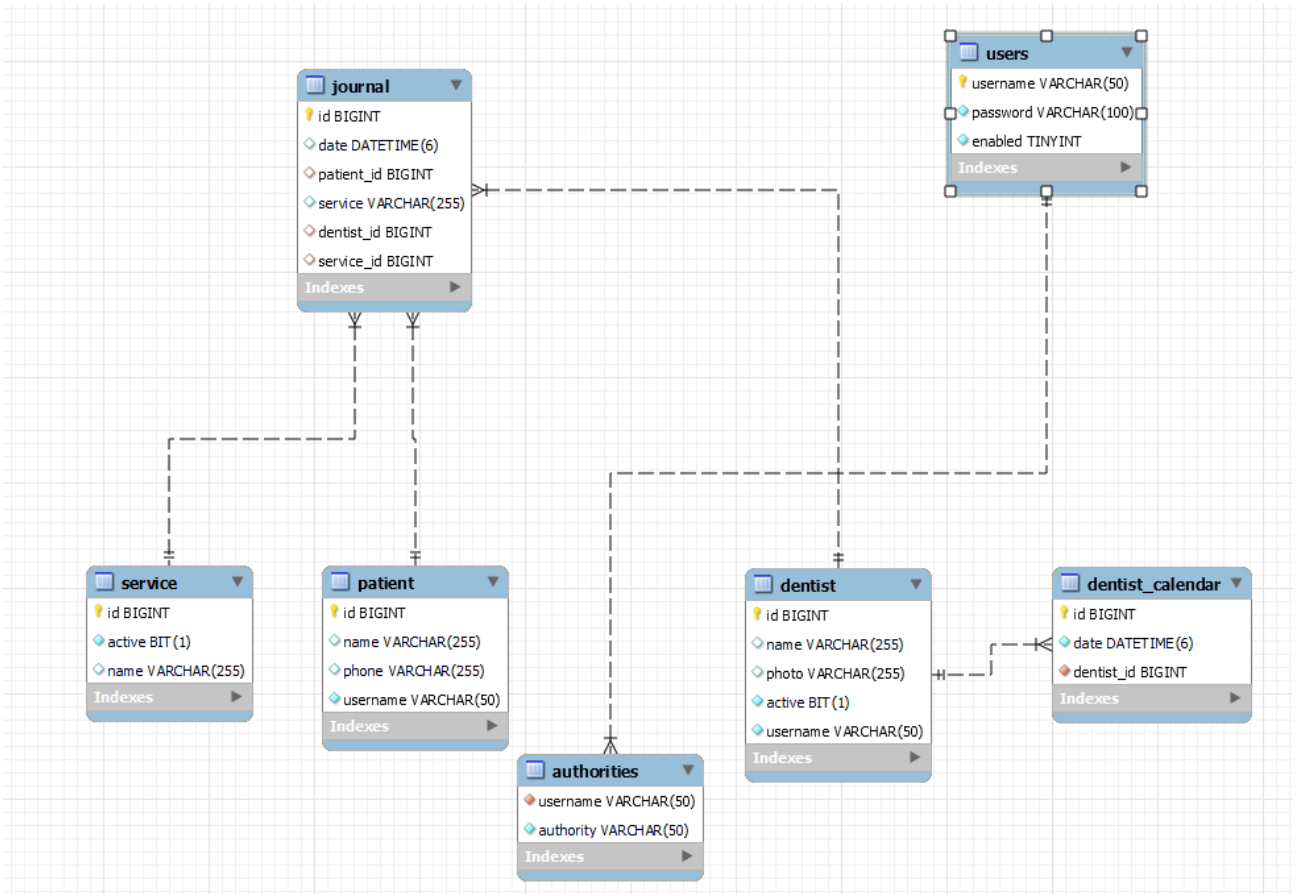 journal
id BIGINT
date DATETIME(6)
patient_id BIGINT
service VARCHAR(255)
dentist_id BIGINT
service_id BIGINT
Indexes
users
username VARCHAR(50)
password VARCHAR(100)
enabled TINYINT
Indexes
service
id BIGINT
active BIT(1)
name VARCHAR(255)
Indexes
patient
id BIGINT
name VARCHAR(255)
phone VARCHAR(255)
username VARCHAR(50)
Indexes
authorities
username VARCHAR(50)
authority VARCHAR(50)
Indexes
dentist
id BIGINT
name VARCHAR(255)
photo VARCHAR(255)
active BIT(1)
username VARCHAR(50)
Indexes
dentist_calendar
id BIGINT
date DATETIME(6)
dentist_id BIGINT
Indexes